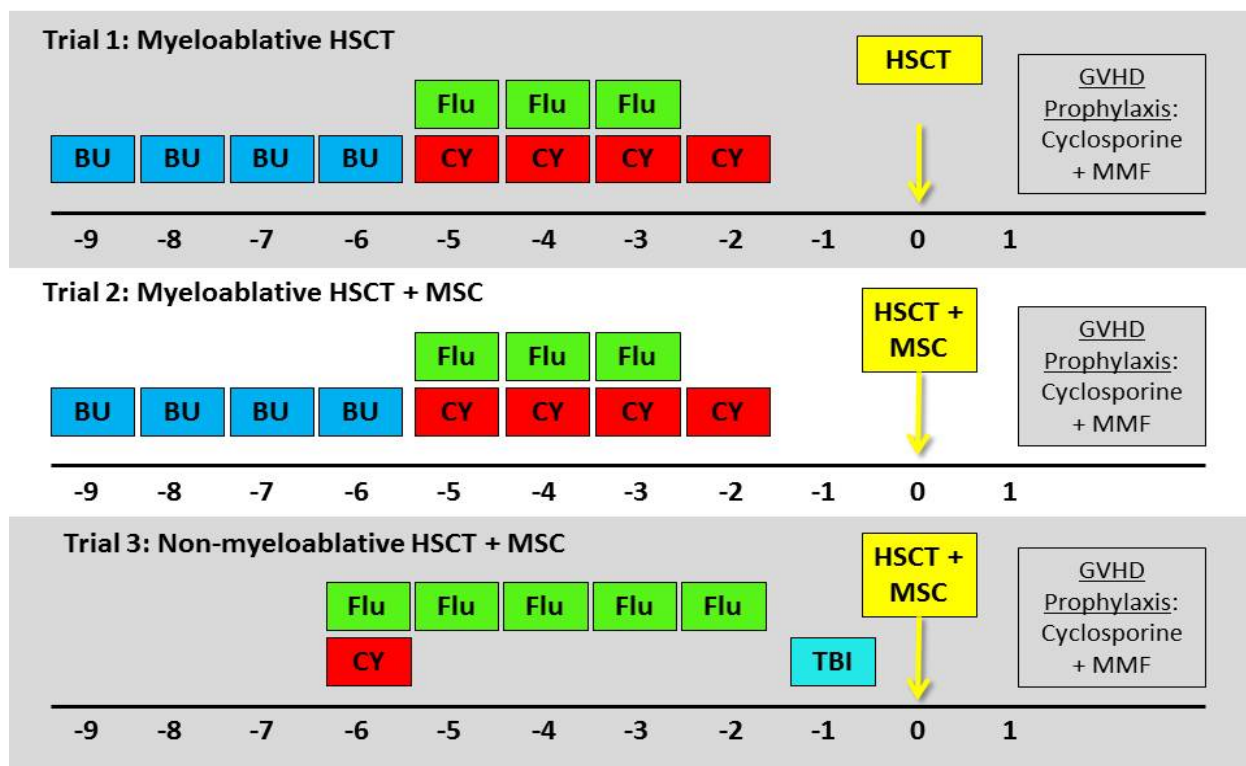 Trial 1: Myeloablative HSCT
HSCT
GVHD
Prophylaxis:
Cyclosporine
+ MMF
Flu Flu Flu
BU BU BU BU CY CY CY CY
-9 -8 -7 -6 -5 -4 -3 -2 -1 0 1
Trial 2: Myeloablative HSCT + MSC
HSCT +
MSC
GVHD
Prophylaxis:
Cyclosporine
+ MMF
Flu Flu Flu
BU BU BU BU CY CY CY CY
-9 -8 -7 -6 -5 -4 -3 -2 -1 0 1
Trial 3: Non-myeloablative HSCT + MSC
HSCT +
MSC
GVHD
Prophylaxis:
Cyclosporine
+ MMF
Flu Flu Flu Flu Flu
CY TBI
-9 -8 -7 -6 -5 -4 -3 -2 -1 0 1